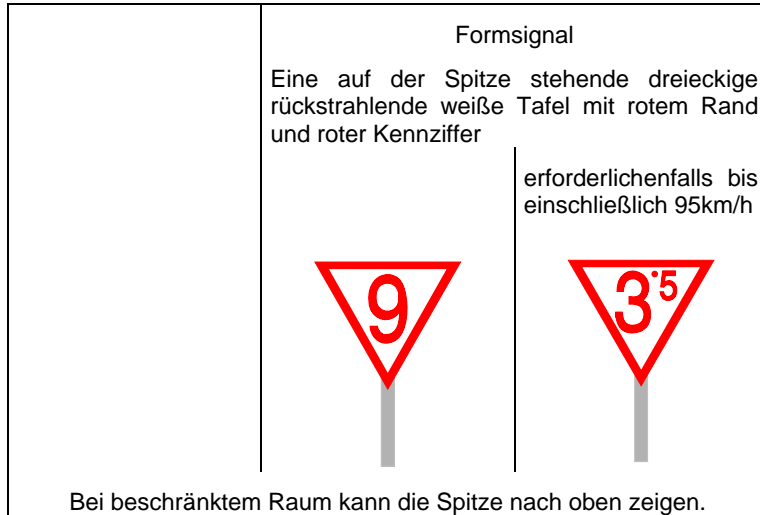 Formsignal
Eine auf der Spitze stehende dreieckige
rückstrahlende weiße Tafel mit rotem Rand
und roter Kennziffer
erforderlichenfalls bis
einschließlich 95km/h
9
3·5
Bei beschränktem Raum kann die Spitze nach oben zeigen.